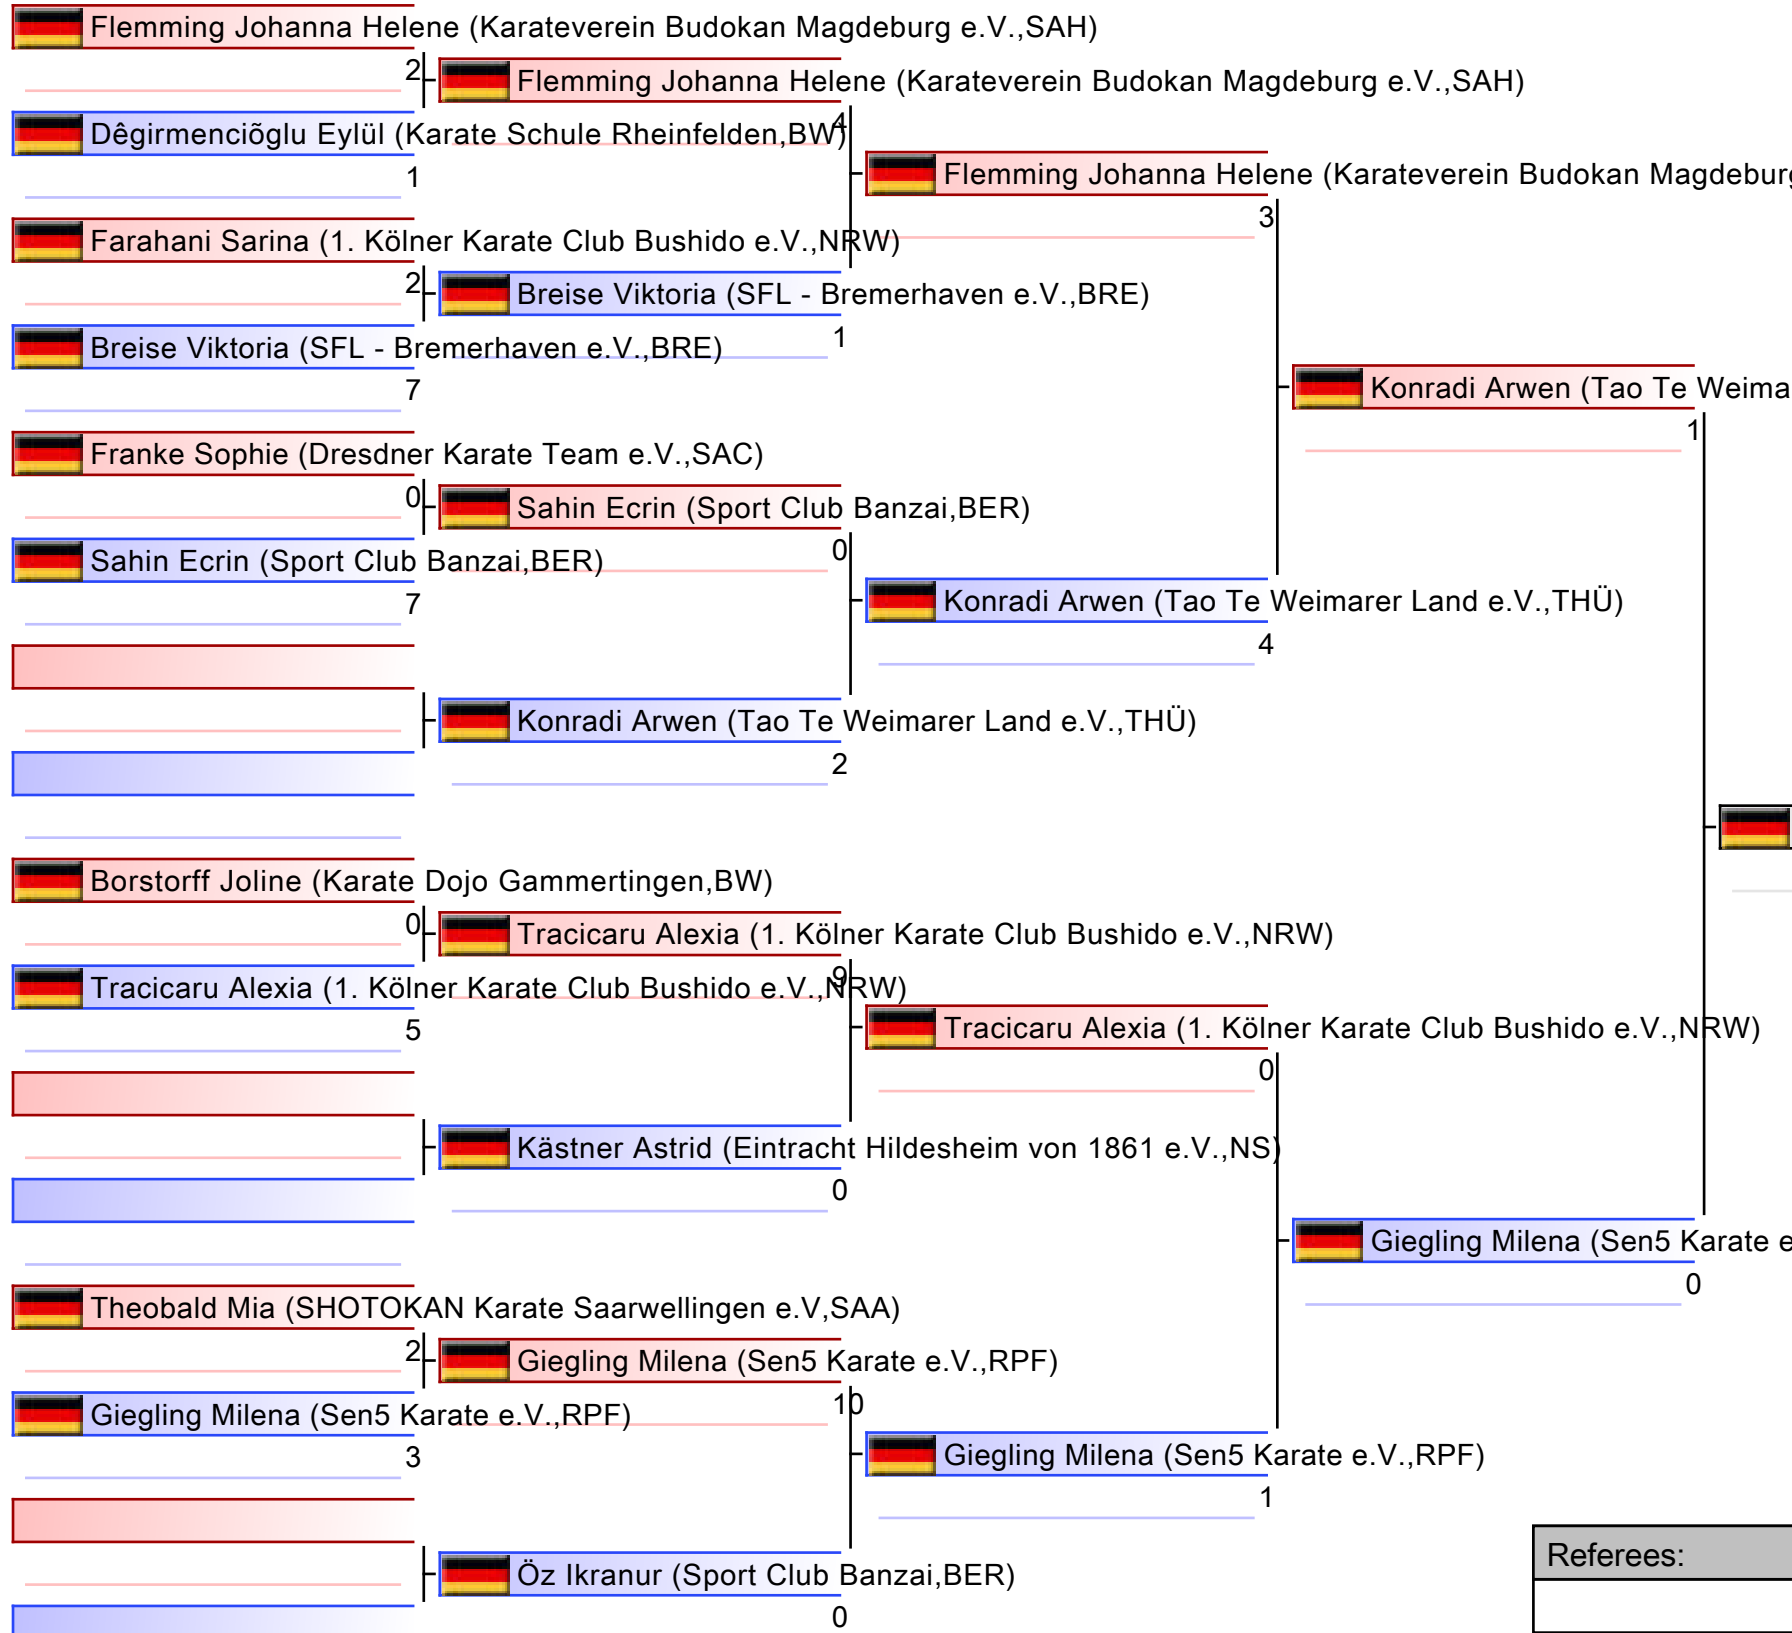 Flemming Johanna Helene (Karateverein Budokan Magdeburg e.V.,SAH)
2
Dêgirmenciõglu Eylül (Karate Schule Rheinfelden,BW)
1
Farahani Sarina (1. Kölner Karate Club Bushido e.V.,NRW)
2
Breise Viktoria (SFL - Bremerhaven e.V.,BRE)
7
Franke Sophie (Dresdner Karate Team e.V.,SAC)
0
Sahin Ecrin (Sport Club Banzai,BER)
7
Borstorff Joline (Karate Dojo Gammertingen,BW)
0
Tracicaru Alexia (1. Kölner Karate Club Bushido e.V.,NRW)
5
Theobald Mia (SHOTOKAN Karate Saarwellingen e.V,SAA)
2
Giegling Milena (Sen5 Karate e.V.,RPF)
3
Flemming Johanna Helene (Karateverein Budokan Magdeburg e.V.,SAH)
4
Breise Viktoria (SFL - Bremerhaven e.V.,BRE)
1
Sahin Ecrin (Sport Club Banzai,BER)
0
Konradi Arwen (Tao Te Weimarer Land e.V.,THÜ)
2
Tracicaru Alexia (1. Kölner Karate Club Bushido e.V.,NRW)
9
Kästner Astrid (Eintracht Hildesheim von 1861 e.V.,NS)
0
Giegling Milena (Sen5 Karate e.V.,RPF)
10
Öz Ikranur (Sport Club Banzai,BER)
0
Flemming Johanna Helene (Karateverein Budokan Magdeburg
3
Konradi Arwen (Tao Te Weimarer Land e.V.,THÜ)
4
Tracicaru Alexia (1. Kölner Karate Club Bushido e.V.,NRW)
0
Giegling Milena (Sen5 Karate e.V.,RPF)
1
Konradi Arwen (Tao Te Weima
1
Giegling Milena (Sen5 Karate e
0
Referees: